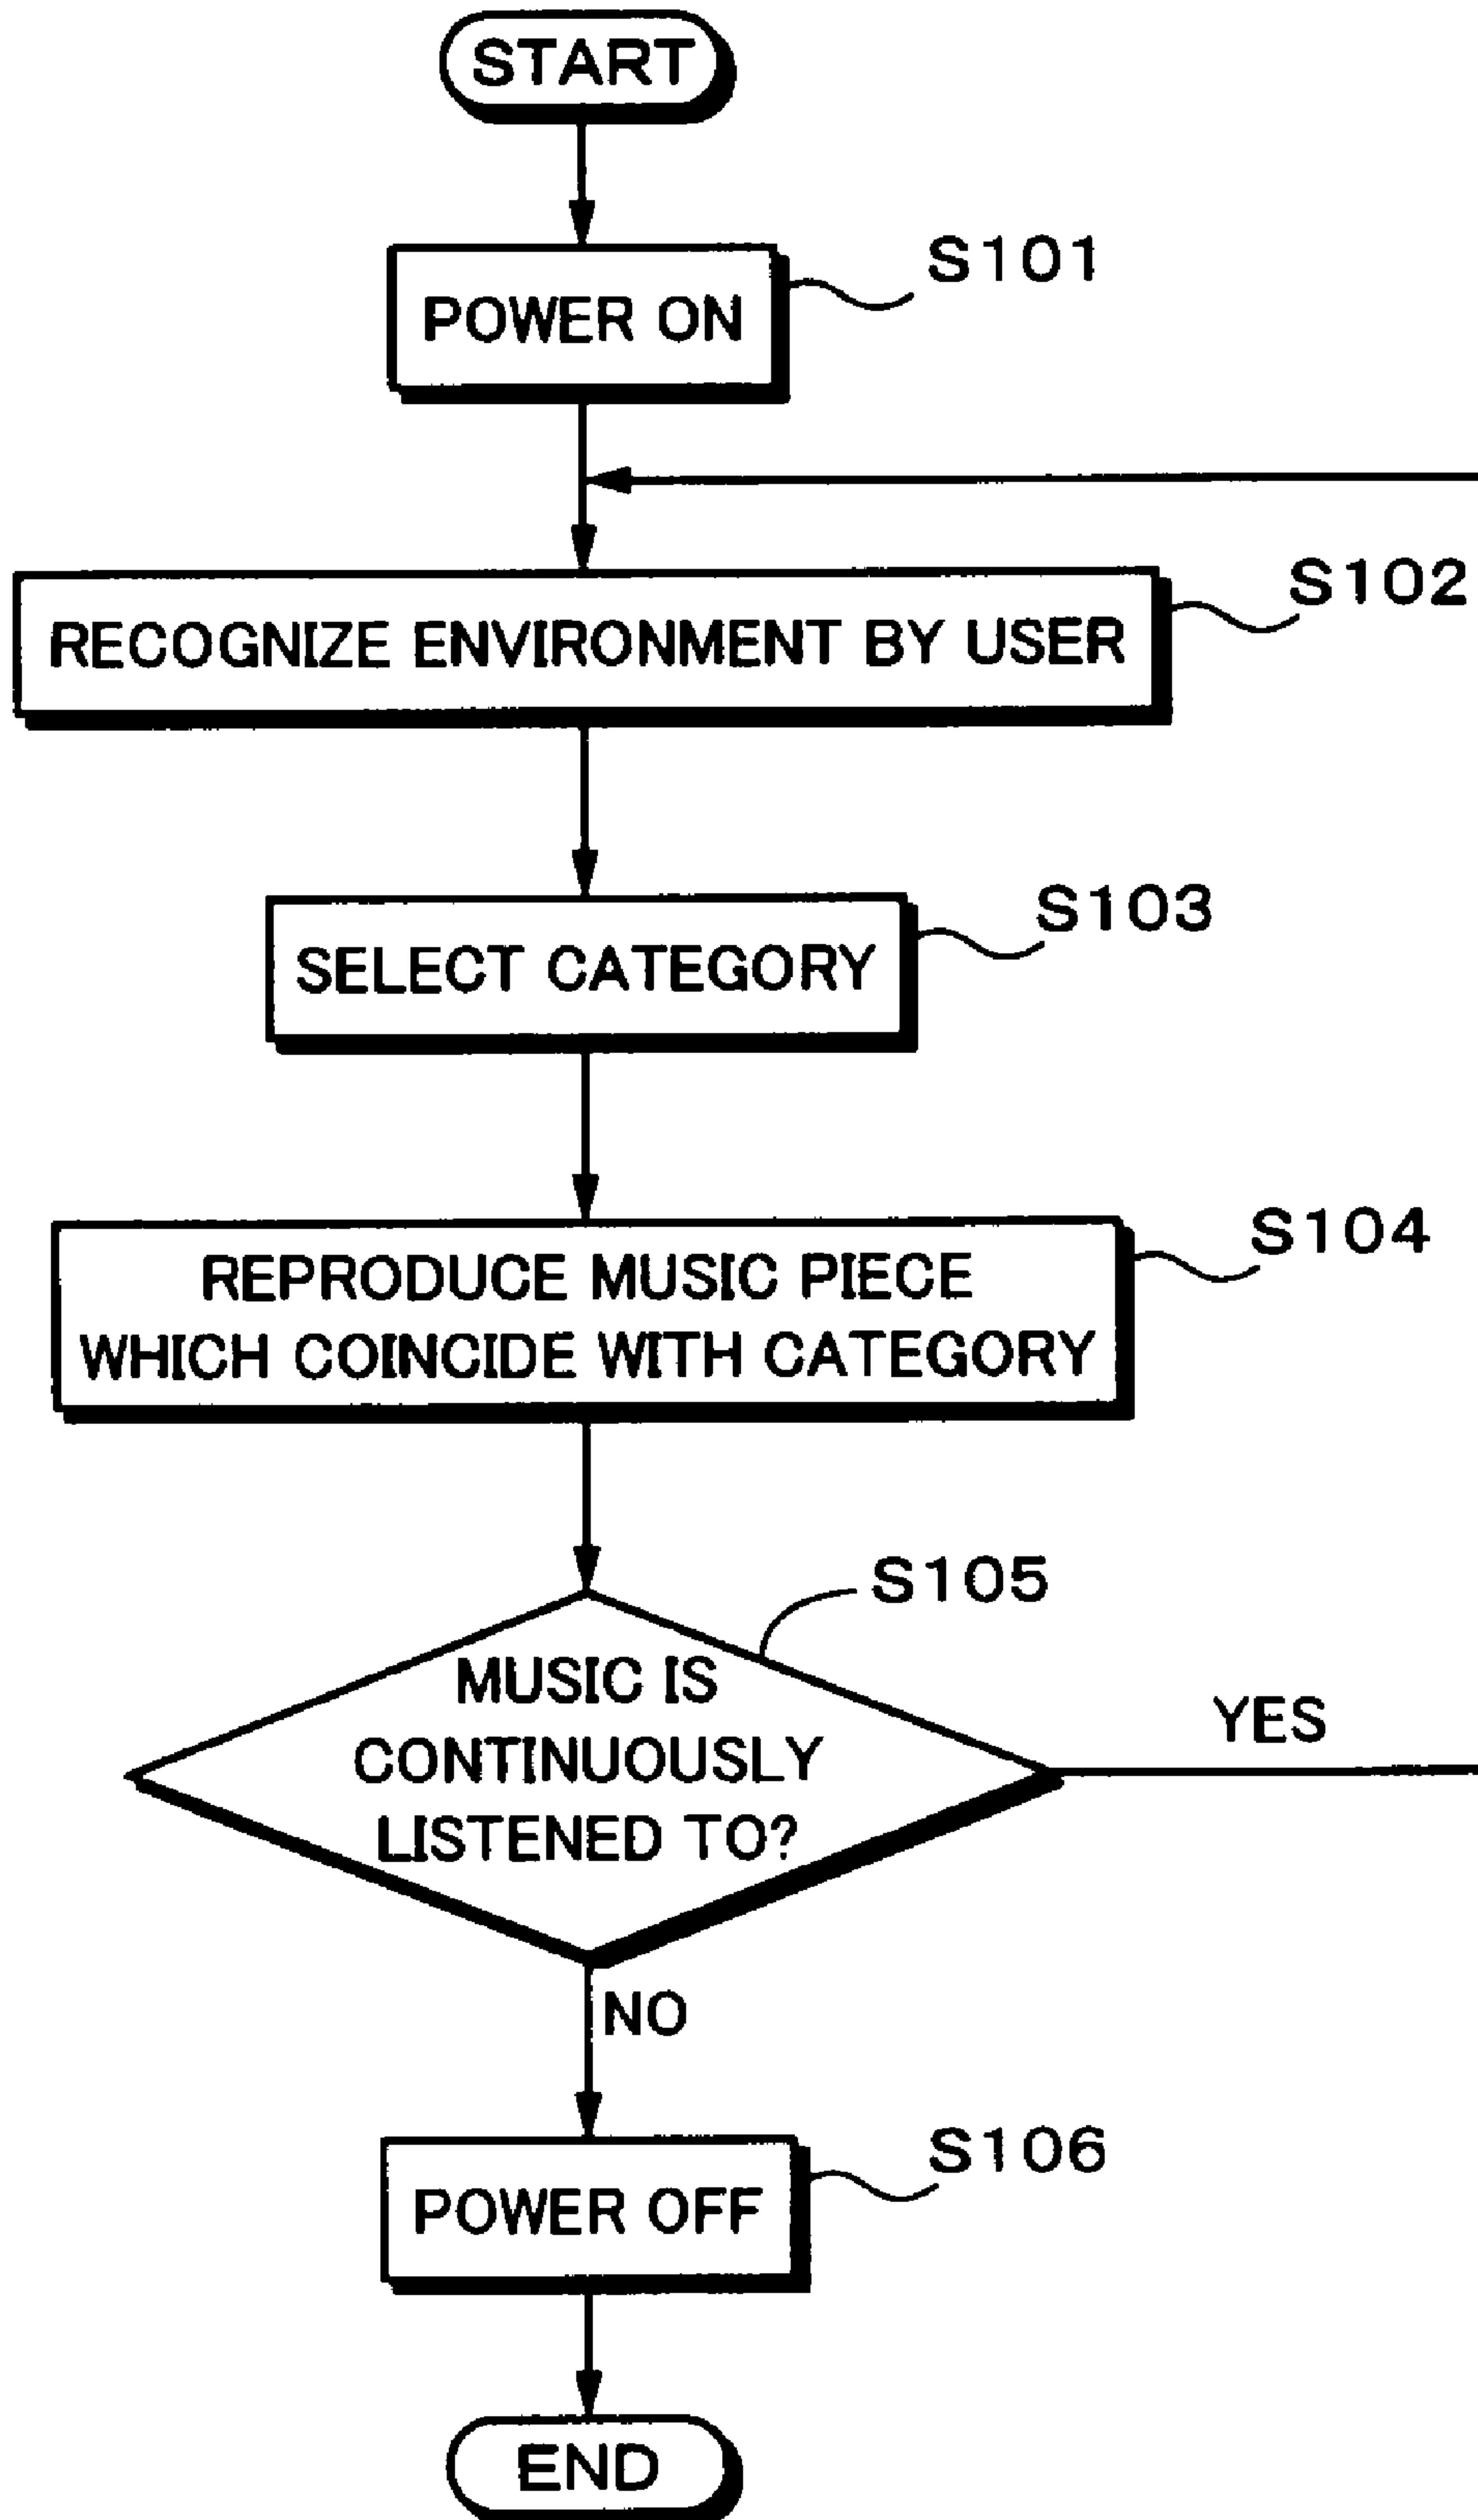 START
S101
POWER ON
S102
RECOGNIZE ENVIRONMENT BY USER
S103
SELECT CATEGORY
S104
REPRODUCE MUSIC PIECE
WHICH COINCIDE WITH CATEGORY
S105
MUSIC IS
CONTINUOUSLY
LISTENED TO?
YES
NO
S106
POWER OFF
END